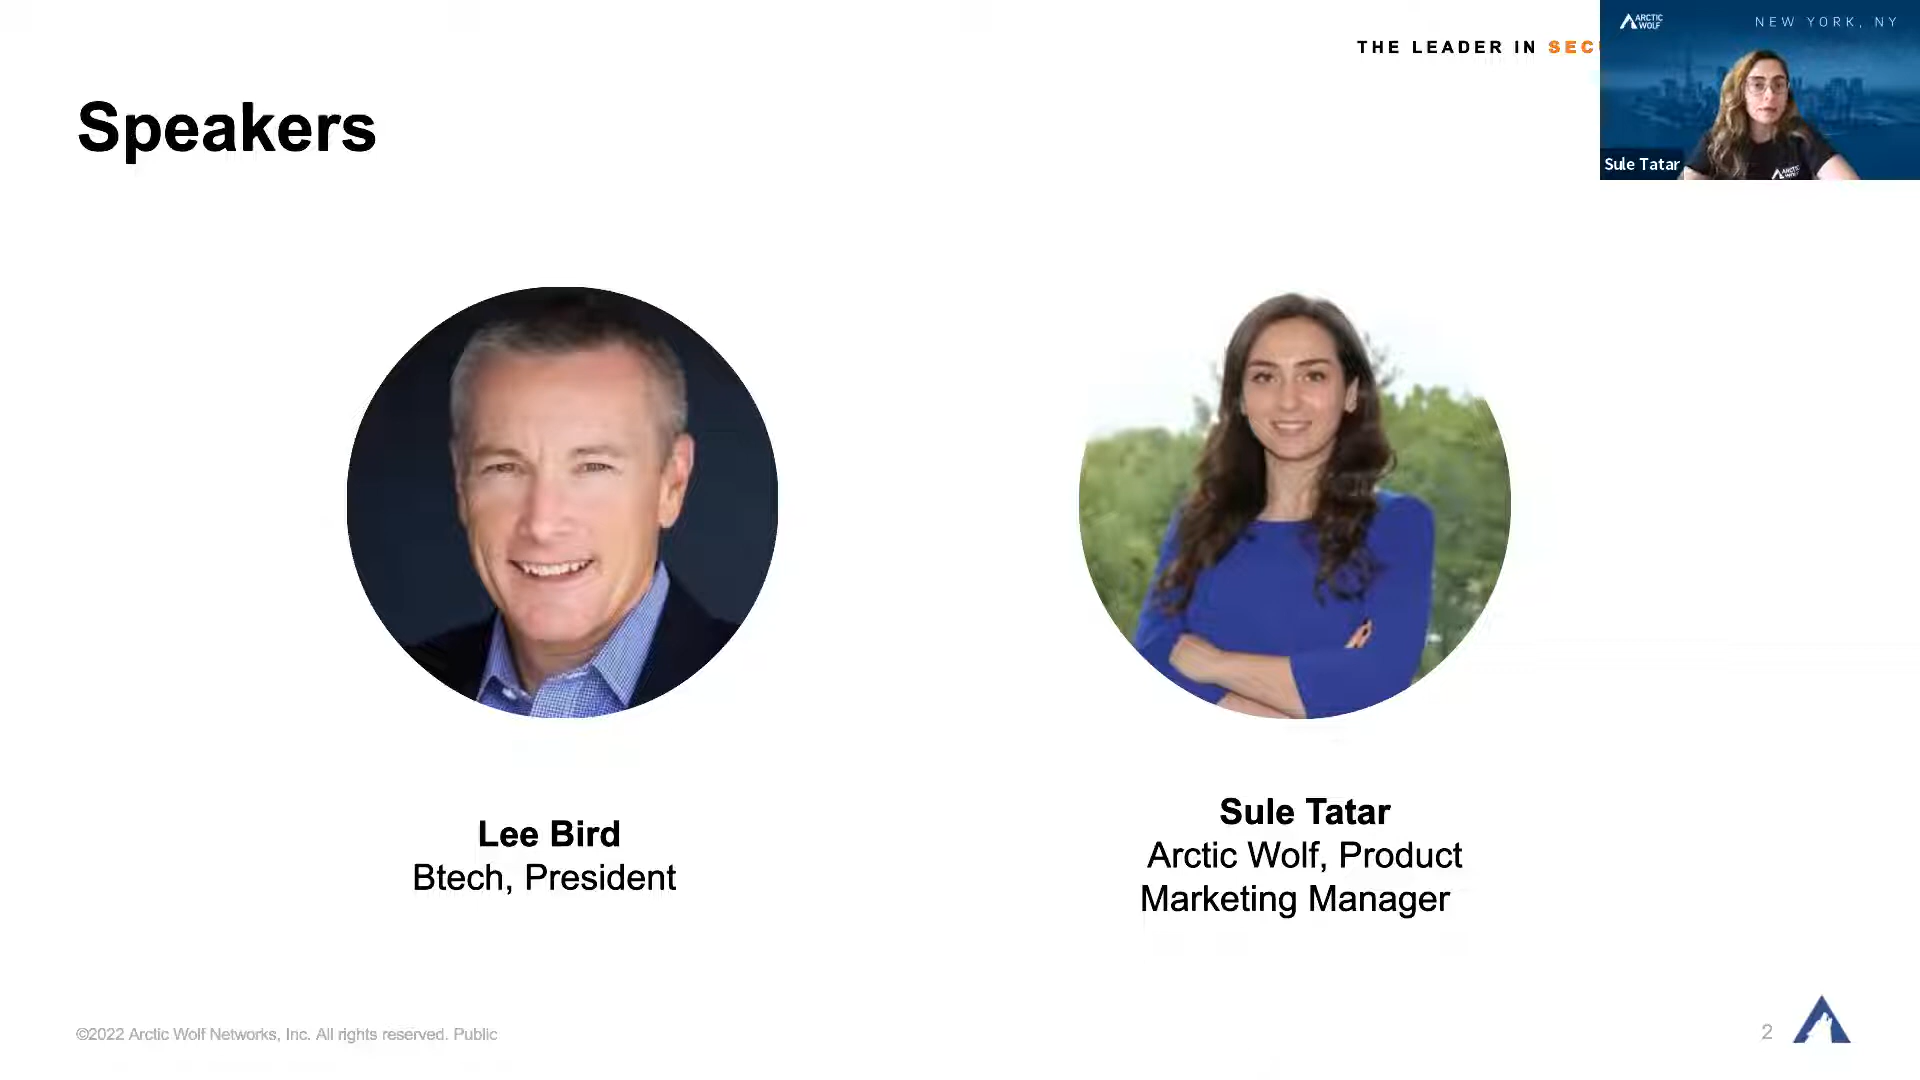 THE LEADER IN
ARCTIC
WOLF
NEW YORK, NY
Speakers
Sule Tatar
Lee Bird
Btech, President
Sule Tatar
Arctic Wolf, Product
Marketing Manager
©2022 Arctic Wolf Networks, Inc. All rights reserved. Public
2